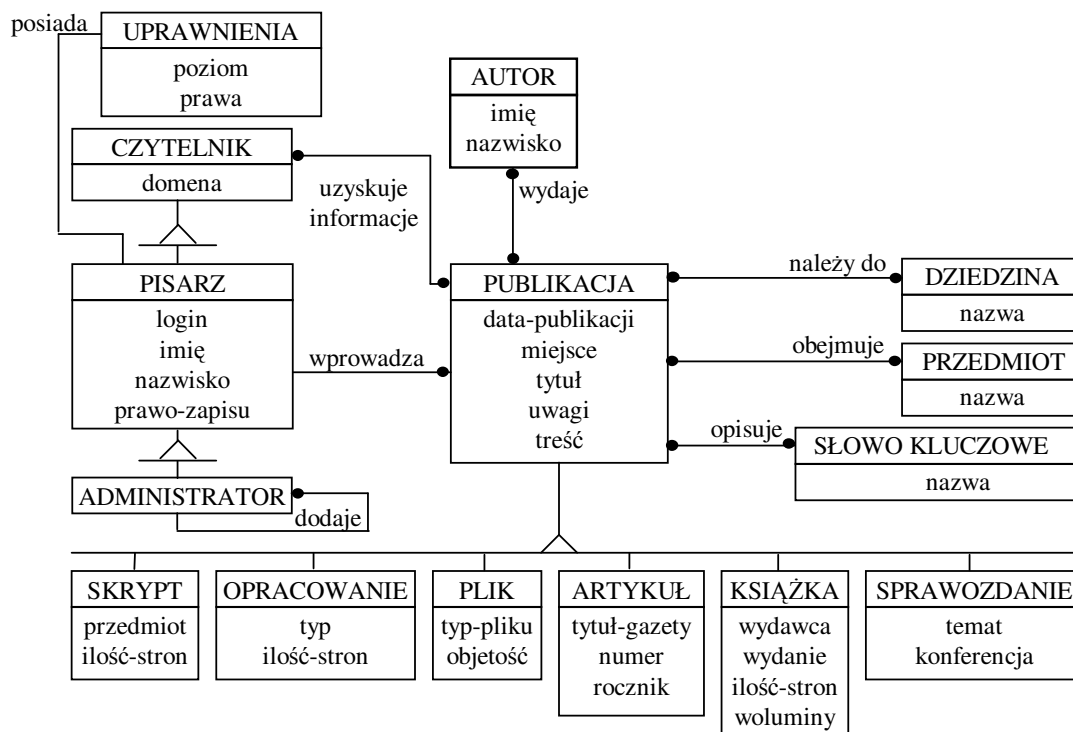 posiada
UPRAWNIENIA
poziom
prawa
AUTOR
imię
nazwisko
CZYTELNIK
domena
uzyskuje
informacje
wydaje
PISARZ
login
imię
nazwisko
prawo-zapisu
wprowadza
PUBLIKACJA
data-publikacji
miejsce
tytuł
uwagi
treść
należy do
DZIEDZINA
nazwa
obejmuje
PRZEDMIOT
nazwa
opisuje
SŁOWO KLUCZOWE
nazwa
ADMINISTRATOR
dodaje
SKRYPT
przedmiot
ilość-stron
OPRACOWANIE
typ
ilość-stron
PLIK
typ-pliku
objetość
ARTYKUŁ
tytuł-gazety
numer
rocznik
KSIĄŻKA
wydawca
wydanie
ilość-stron
woluminy
SPRAWOZDANIE
temat
konferencja